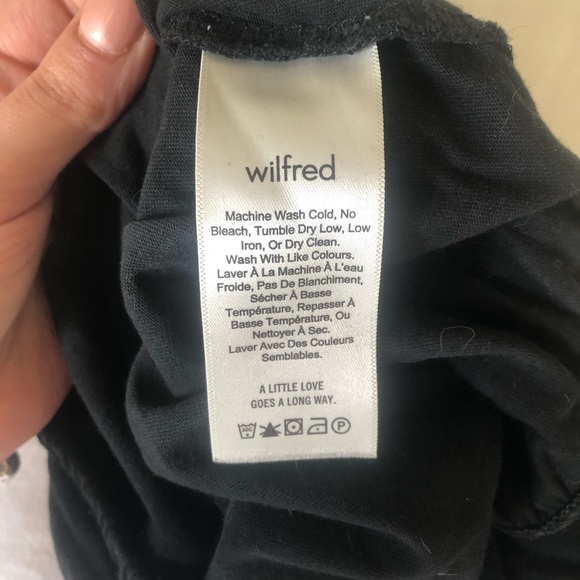 wilfred
Machine Wash Cold, No
Bleach, Tumble Dry Low, Low
Iron, Or Dry Clean.
Wash With Like Colours.
Laver À La Machine À L'eau
Froide, Pas De Blanchiment,
Sécher À Basse
Température, Repasser À
Basse Température, Ou
Nettoyer À Sec.
Laver Avec Des Couleurs
Semblables.
A LITTLE LOVE
GOES A LONG WAY.
30C P